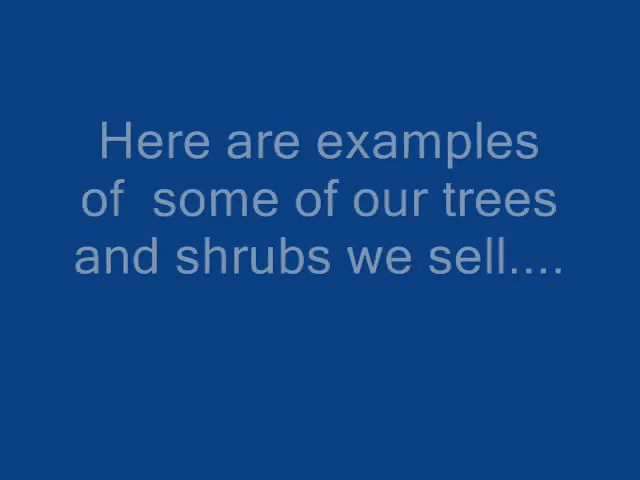 Here are examples
of  some of our trees
and shrubs we sell....